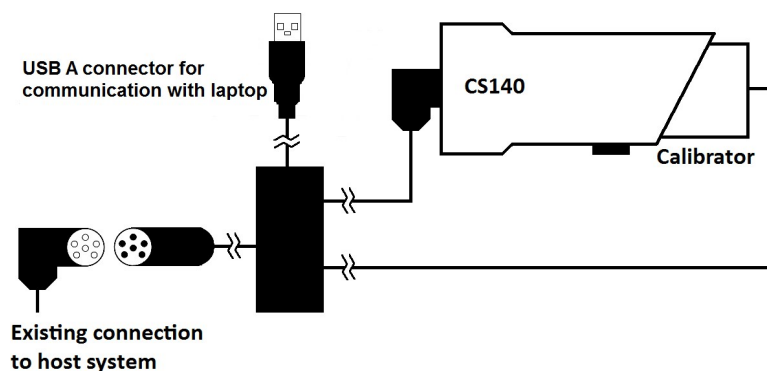 USB A connector for
communication with laptop
CS140
Calibrator
Existing connection
to host system